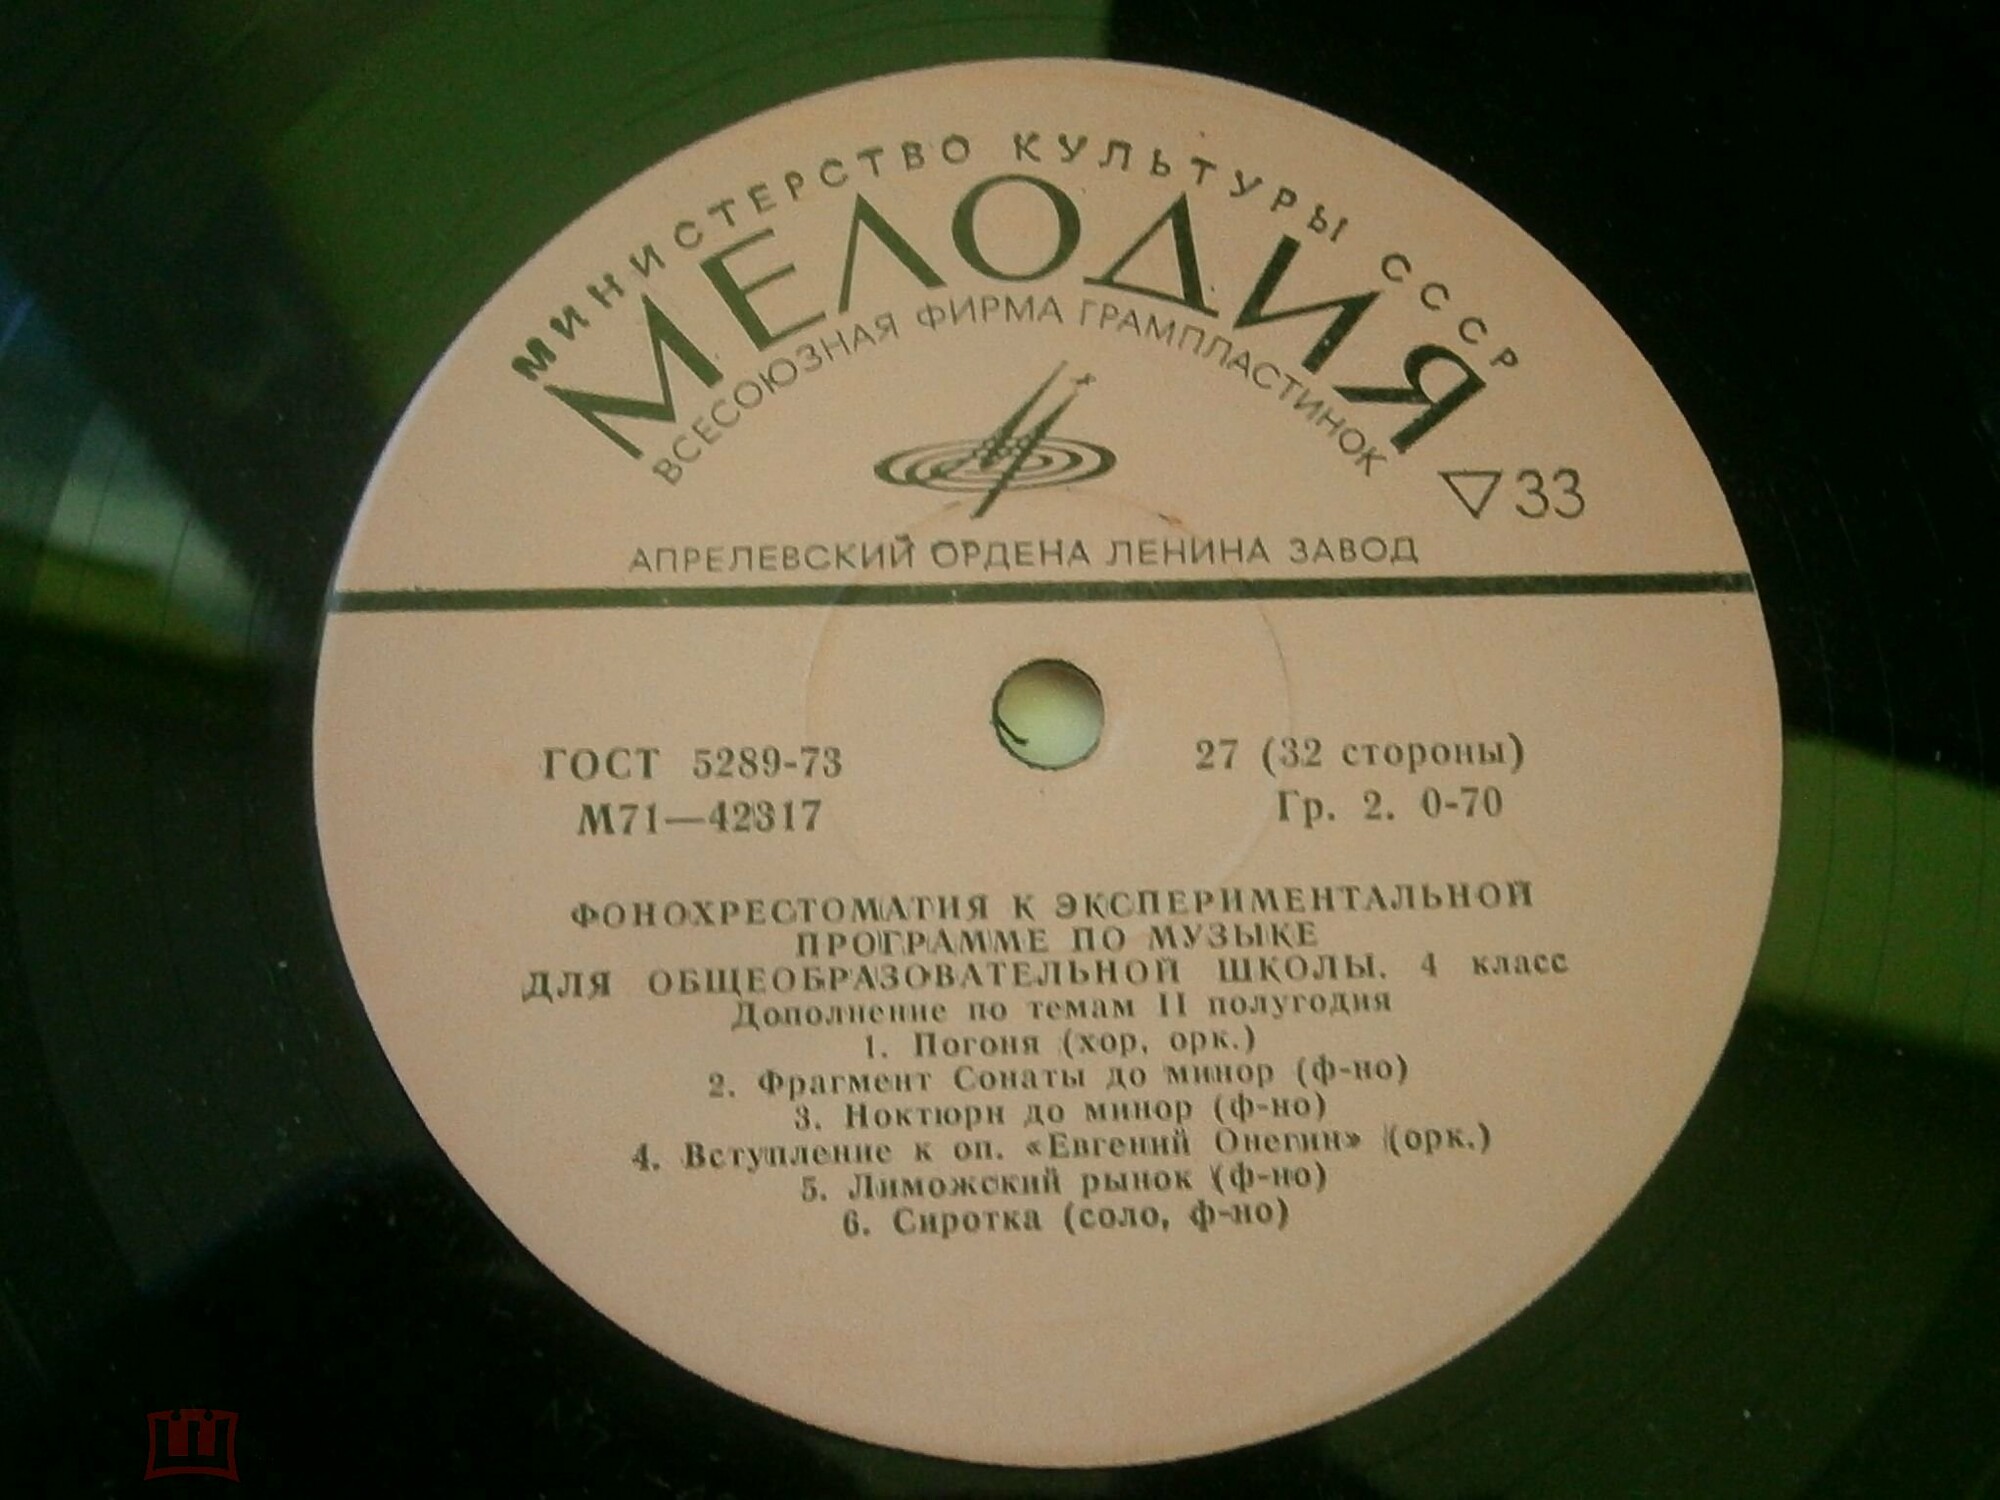 МИНИСТЕРСТВО КУЛЬТУРЫ СССР
МЕЛОДИЯ
ВСЕСОЮЗНАЯ ФИРМА ГРАМПЛАСТИНОК
33
АПРЕЛЕВСКИЙ ОРДЕНА ЛЕНИНА ЗАВОД
ГОСТ 5289-73
27 (32 стороны)
М71—42317
Гр. 2. 0-70
ФОНОХРЕСТОМАТИЯ К ЭКСПЕРИМЕНТАЛЬНОЙ
ПРОГРАММЕ ПО МУЗЫКЕ
ДЛЯ ОБЩЕОБРАЗОВАТЕЛЬНОЙ ШКОЛЫ. 4 класс
Дополнение по темам II полугодия
1. Погоня (хор, орк.)
2. Фрагмент Сонаты до минор (ф-но)
3. Ноктюрн до минор (ф-но)
4. Вступление к оп. «Евгений Онегин» (орк.)
5. Лиможский рынок (ф-но)
6. Сиротка (соло, ф-но)